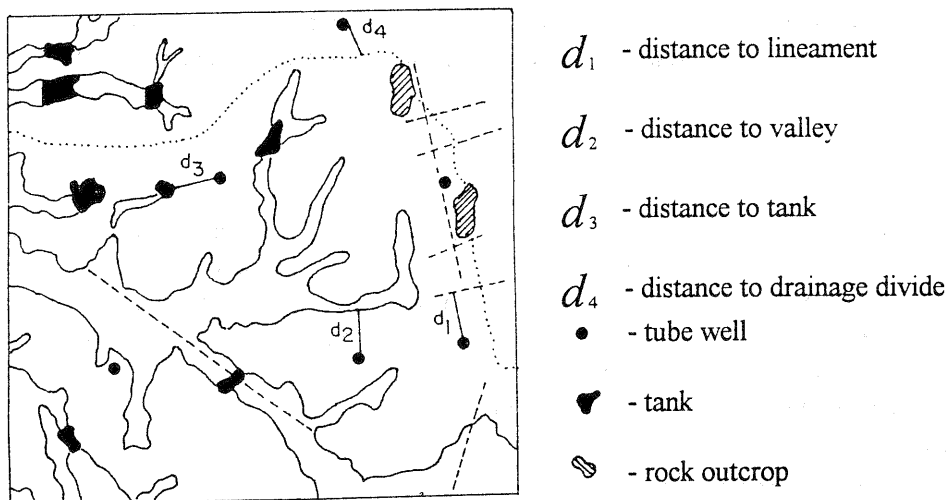 d4
d3
d2
d1
d1 - distance to lineament
d2 - distance to valley
d3 - distance to tank
d4 - distance to drainage divide
- tube well
- tank
- rock outcrop